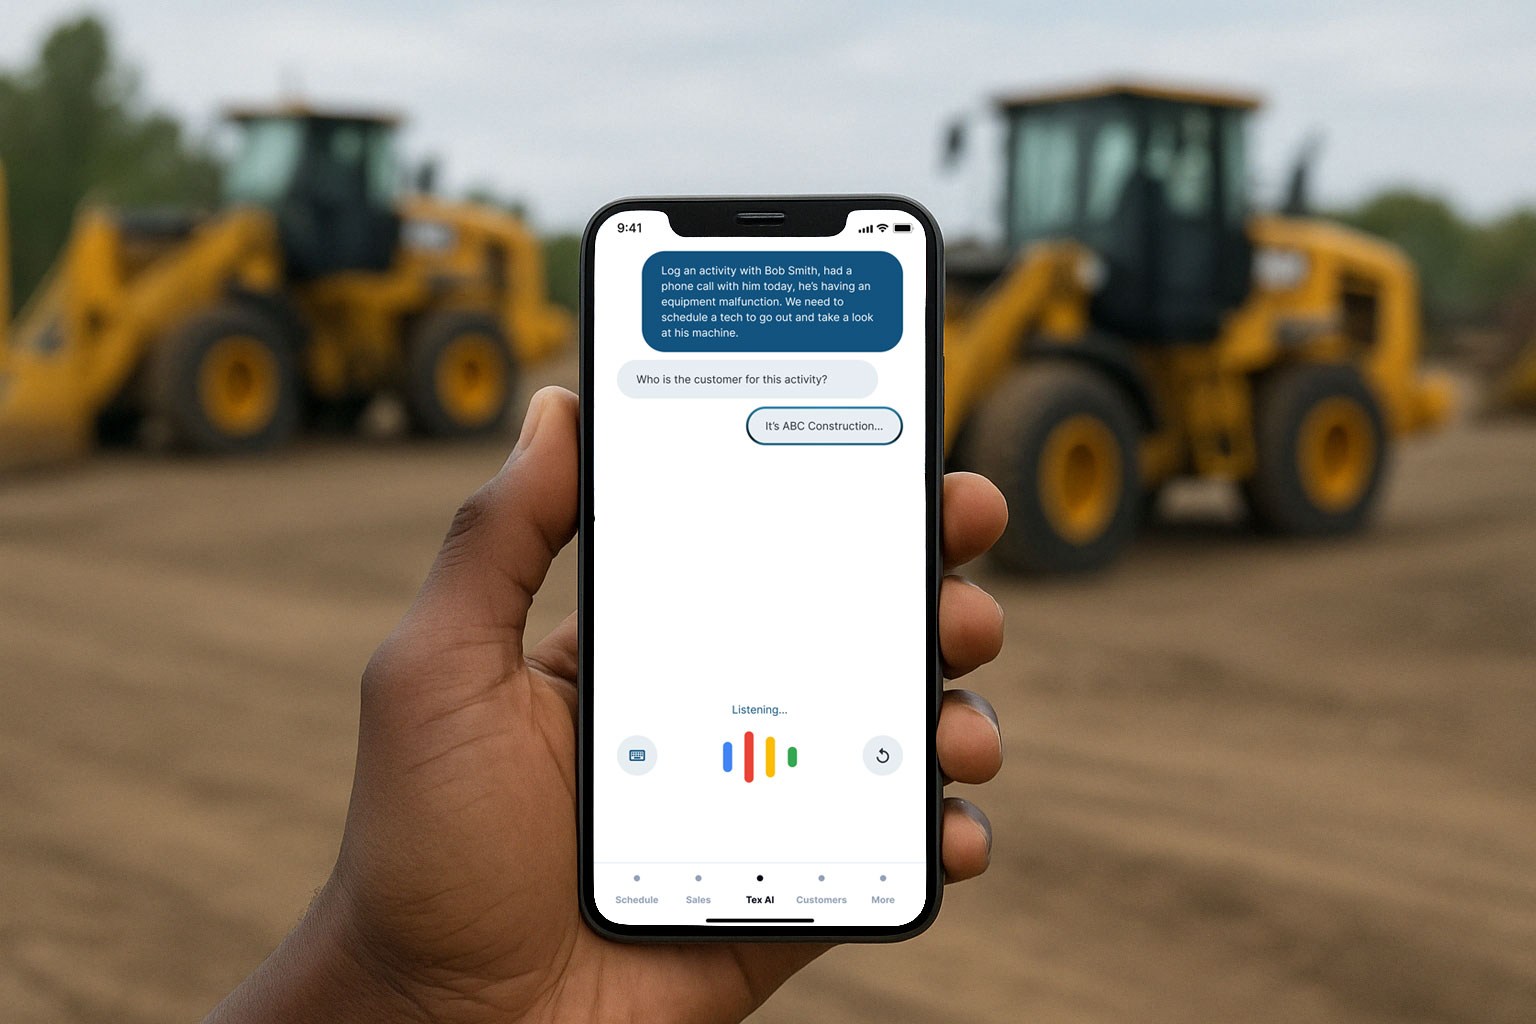 9:41
Log an activity with Bob Smith, had a
phone call with him today, he's having an
equipment malfunction. We need to
schedule a tech to go out and take a look
at his machine.
Who is the customer for this activity?
It's ABC Construction...
Listening...
Schedule Sales Tex AI Customers More